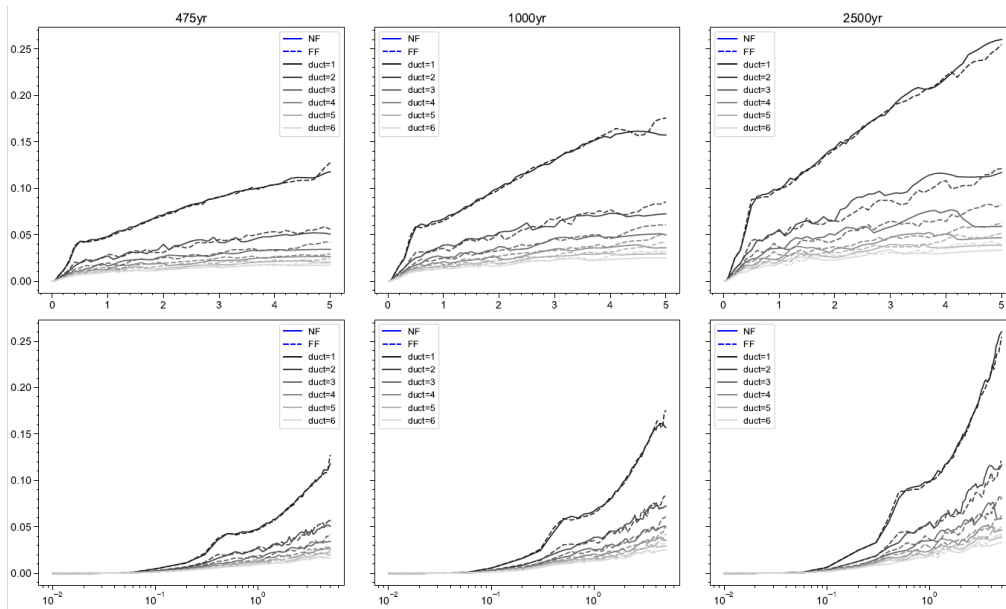 475yr
1000yr
2500yr
0.25
0.20
0.15
0.10
0.05
0.00
NF
FF
duct=1
duct=2
duct=3
duct=4
duct=5
duct=6
NF
FF
duct=1
duct=2
duct=3
duct=4
duct=5
duct=6
NF
FF
duct=1
duct=2
duct=3
duct=4
duct=5
duct=6
0 1 2 3 4 5
0 1 2 3 4 5
0 1 2 3 4 5
0.25
0.20
0.15
0.10
0.05
0.00
NF
FF
duct=1
duct=2
duct=3
duct=4
duct=5
duct=6
NF
FF
duct=1
duct=2
duct=3
duct=4
duct=5
duct=6
NF
FF
duct=1
duct=2
duct=3
duct=4
duct=5
duct=6
10⁻² 10⁻¹ 10⁰
10⁻² 10⁻¹ 10⁰
10⁻² 10⁻¹ 10⁰